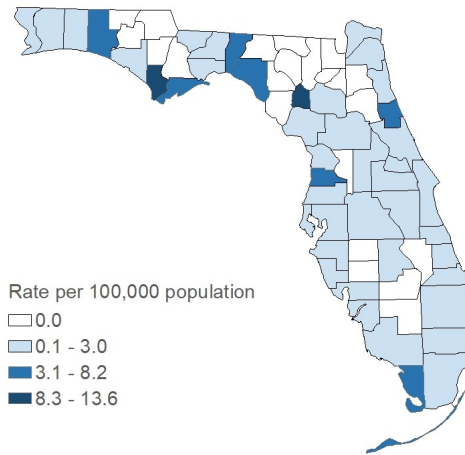 Rate per 100,000 population
0.0
0.1 - 3.0
3.1 - 8.2
8.3 - 13.6